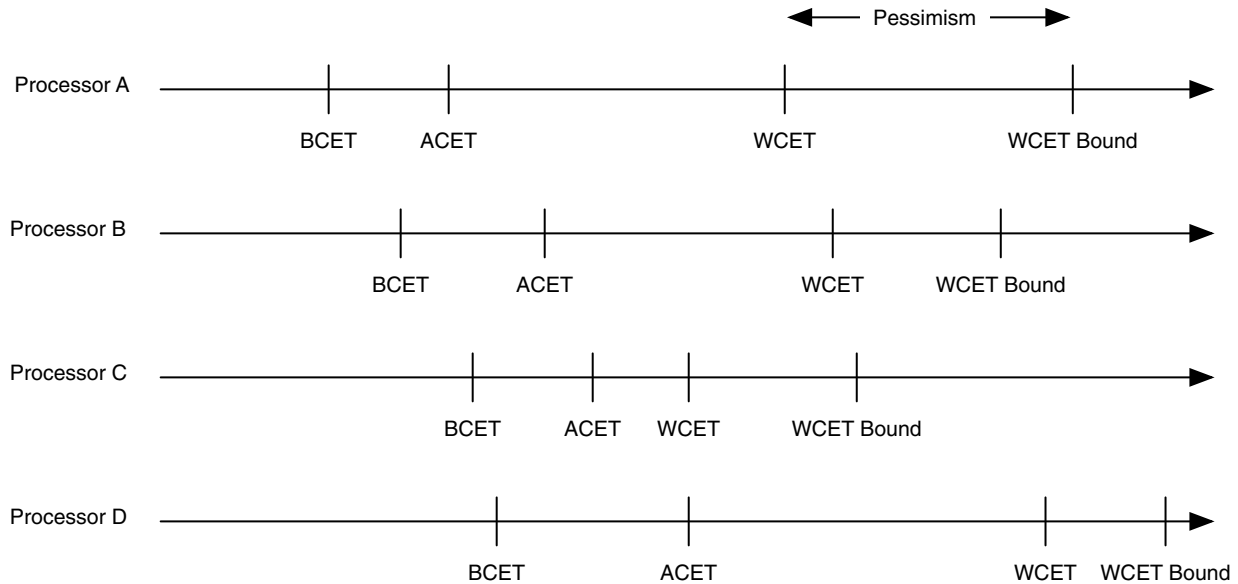 Pessimism
Processor A
BCET ACET WCET WCET Bound
Processor B
BCET ACET WCET WCET Bound
Processor C
BCET ACET WCET WCET Bound
Processor D
BCET ACET WCET WCET Bound